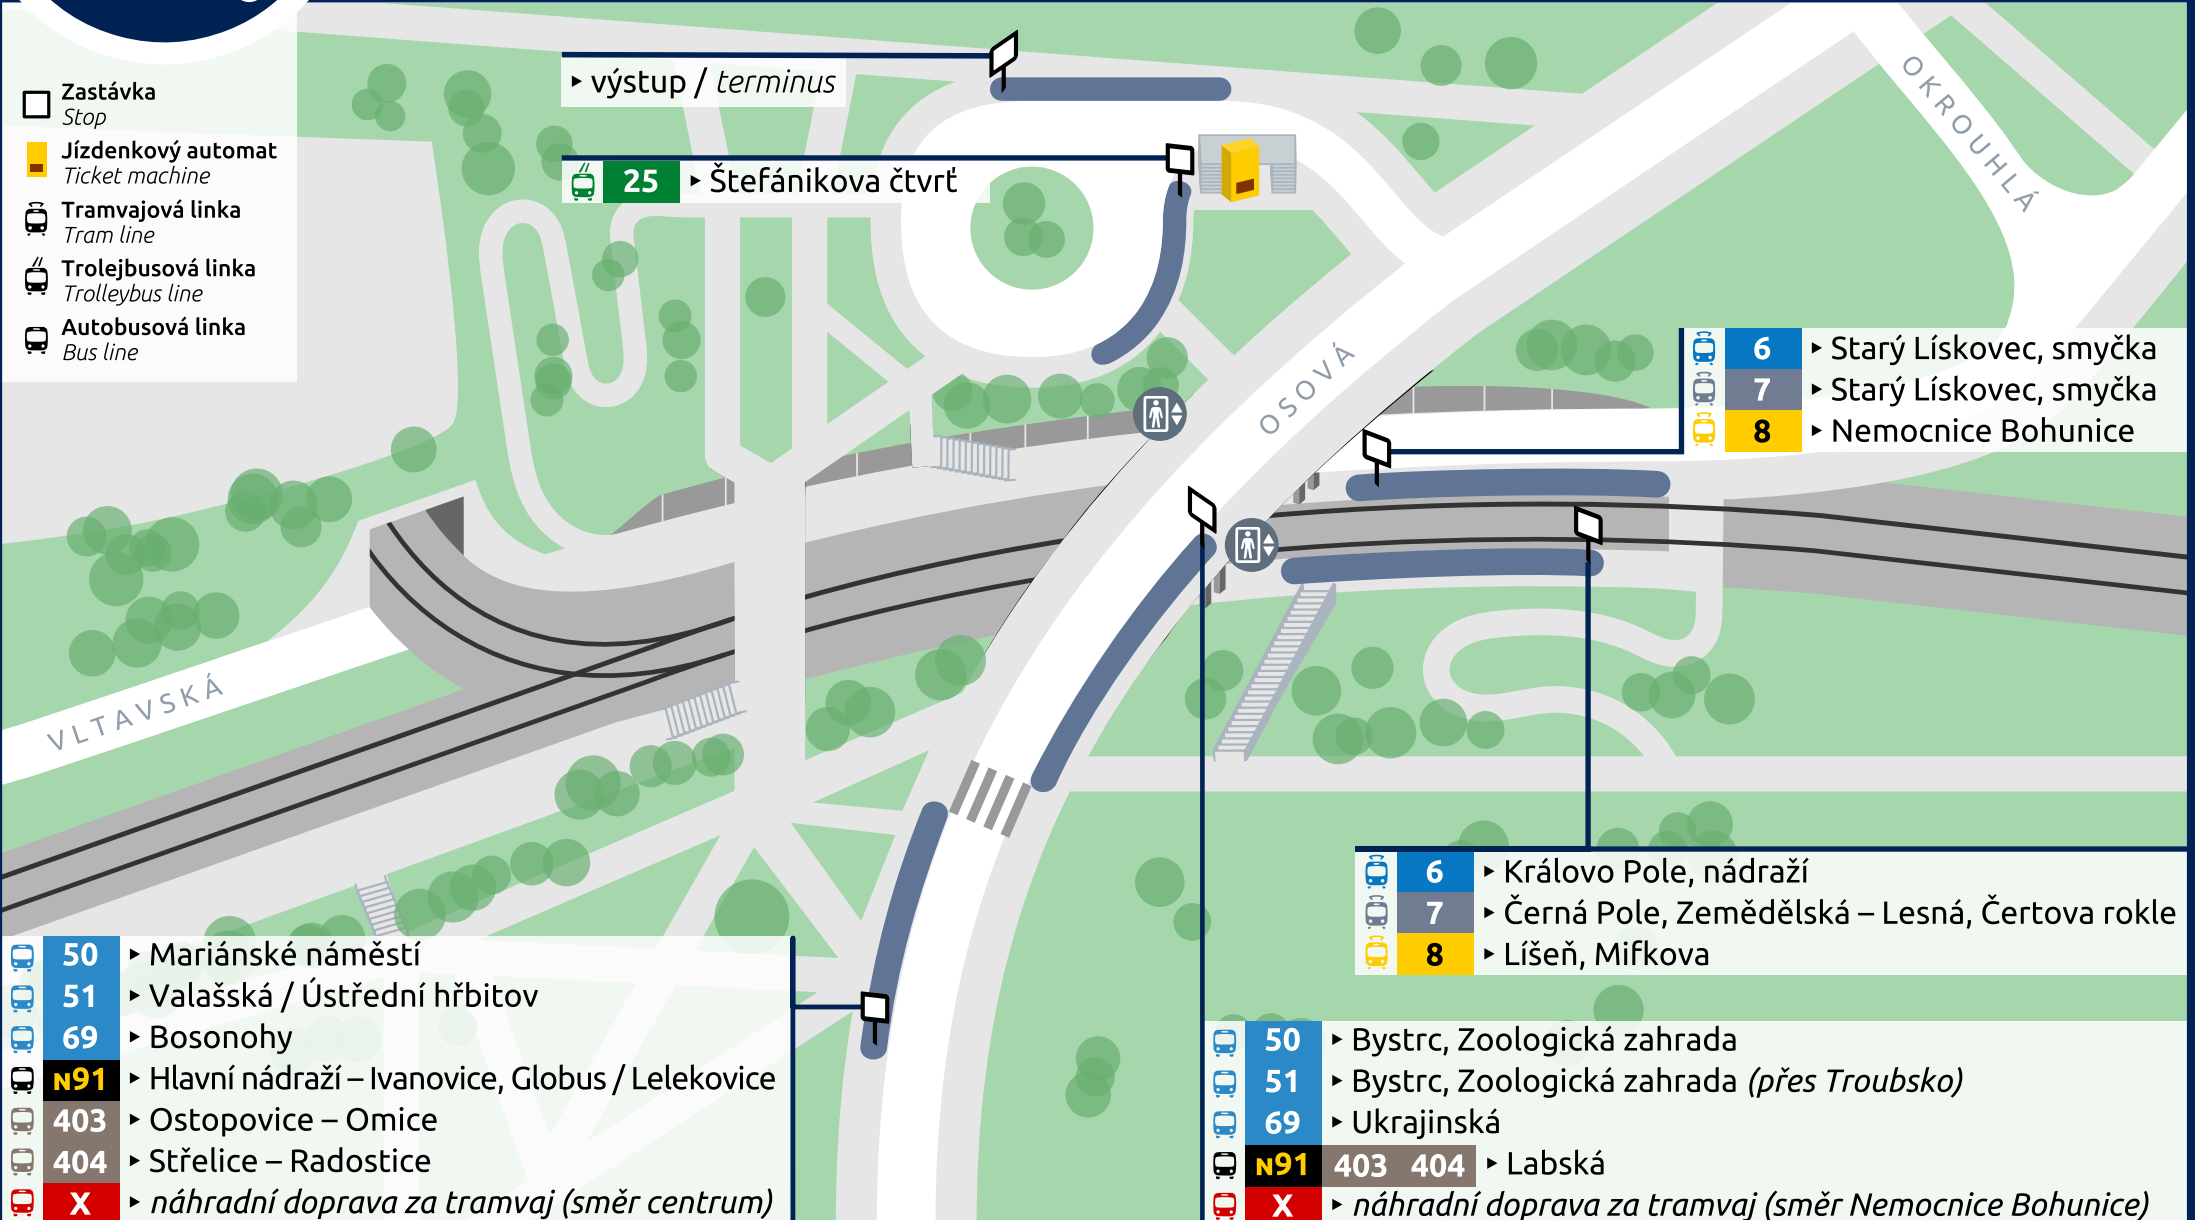 Zastávka
Stop
Jízdenkový automat
Ticket machine
Tramvajová linka
Tram line
Trolejbusová linka
Trolleybus line
Autobusová linka
Bus line
výstup / terminus
25 Štefánikova čtvrť
OKROUHLÁ
OSOVÁ
VLTAVSKÁ
6 Starý Lískovec, smyčka
7 Starý Lískovec, smyčka
8 Nemocnice Bohunice
6 Královo Pole, nádraží
7 Černá Pole, Zemědělská – Lesná, Čertova rokle
8 Líšeň, Mifkova
50 Mariánské náměstí
51 Valašská / Ústřední hřbitov
69 Bosonohy
N91 Hlavní nádraží – Ivanovice, Globus / Lelekovice
403 Ostopovice – Omice
404 Střelice – Radostice
X náhradní doprava za tramvaj (směr centrum)
50 Bystrc, Zoologická zahrada
51 Bystrc, Zoologická zahrada (přes Troubsko)
69 Ukrajinská
N91 403 404 Labská
X náhradní doprava za tramvaj (směr Nemocnice Bohunice)